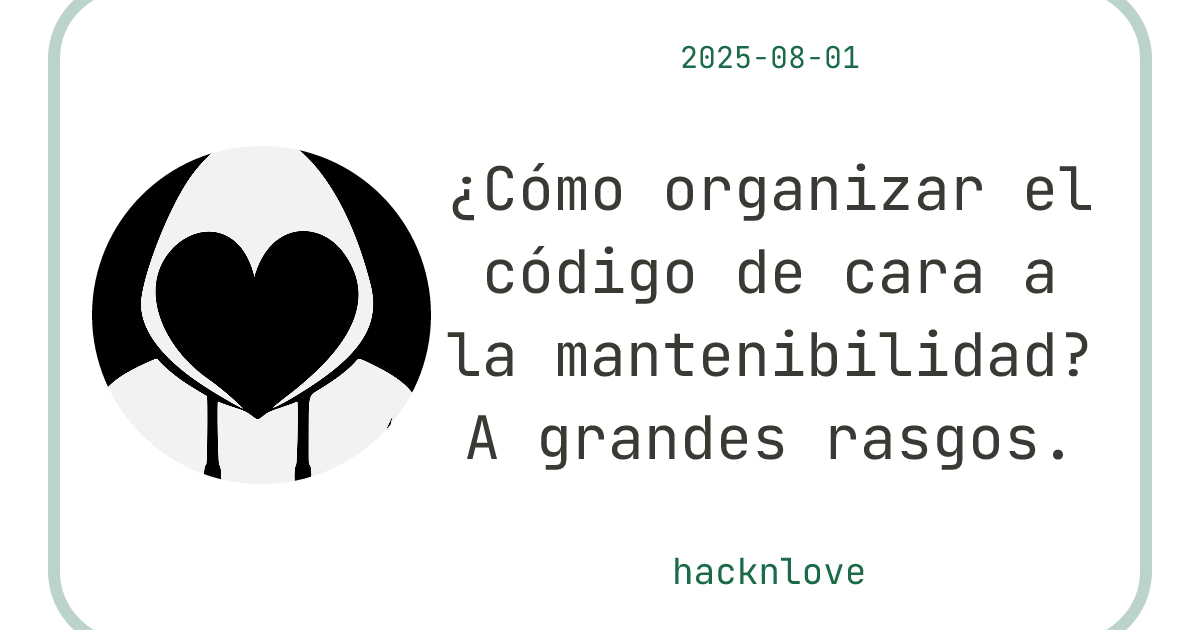 2025-08-01
¿Cómo organizar el
código de cara a
la mantenibilidad?
A grandes rasgos.
hacknlove